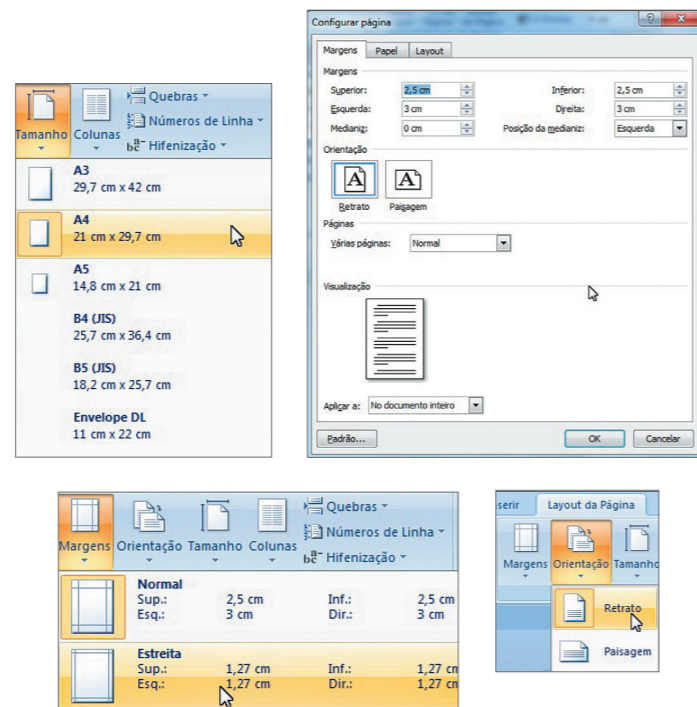 Quebras
Números de Linha
Tamanho Colunas Hifenização
A3
29,7 cm x 42 cm
A4
21 cm x 29,7 cm
A5
14,8 cm x 21 cm
B4 (JIS)
25,7 cm x 36,4 cm
B5 (JIS)
18,2 cm x 25,7 cm
Envelope DL
11 cm x 22 cm
Configurar página
Margens Papel Layout
Margens
Superior: 2,5 cm Inferior: 2,5 cm
Esquerda: 3 cm Direita: 3 cm
Medianiz: 0 cm Posição da medianiz: Esquerda
Orientação
A A
Retrato Paisagem
Páginas
Várias páginas: Normal
Visualização
Aplicar a: No documento inteiro
Padrão... OK Cancelar
Quebras
Números de Linha
Margens Orientação Tamanho Colunas Hifenização
Normal
Sup.: 2,5 cm Inf.: 2,5 cm
Esq.: 3 cm Dir.: 3 cm
Estreita
Sup.: 1,27 cm Inf.: 1,27 cm
Esq.: 1,27 cm Dir.: 1,27 cm
serir Layout da Página
Margens Orientação Tamanho
Retrato
Paisagem